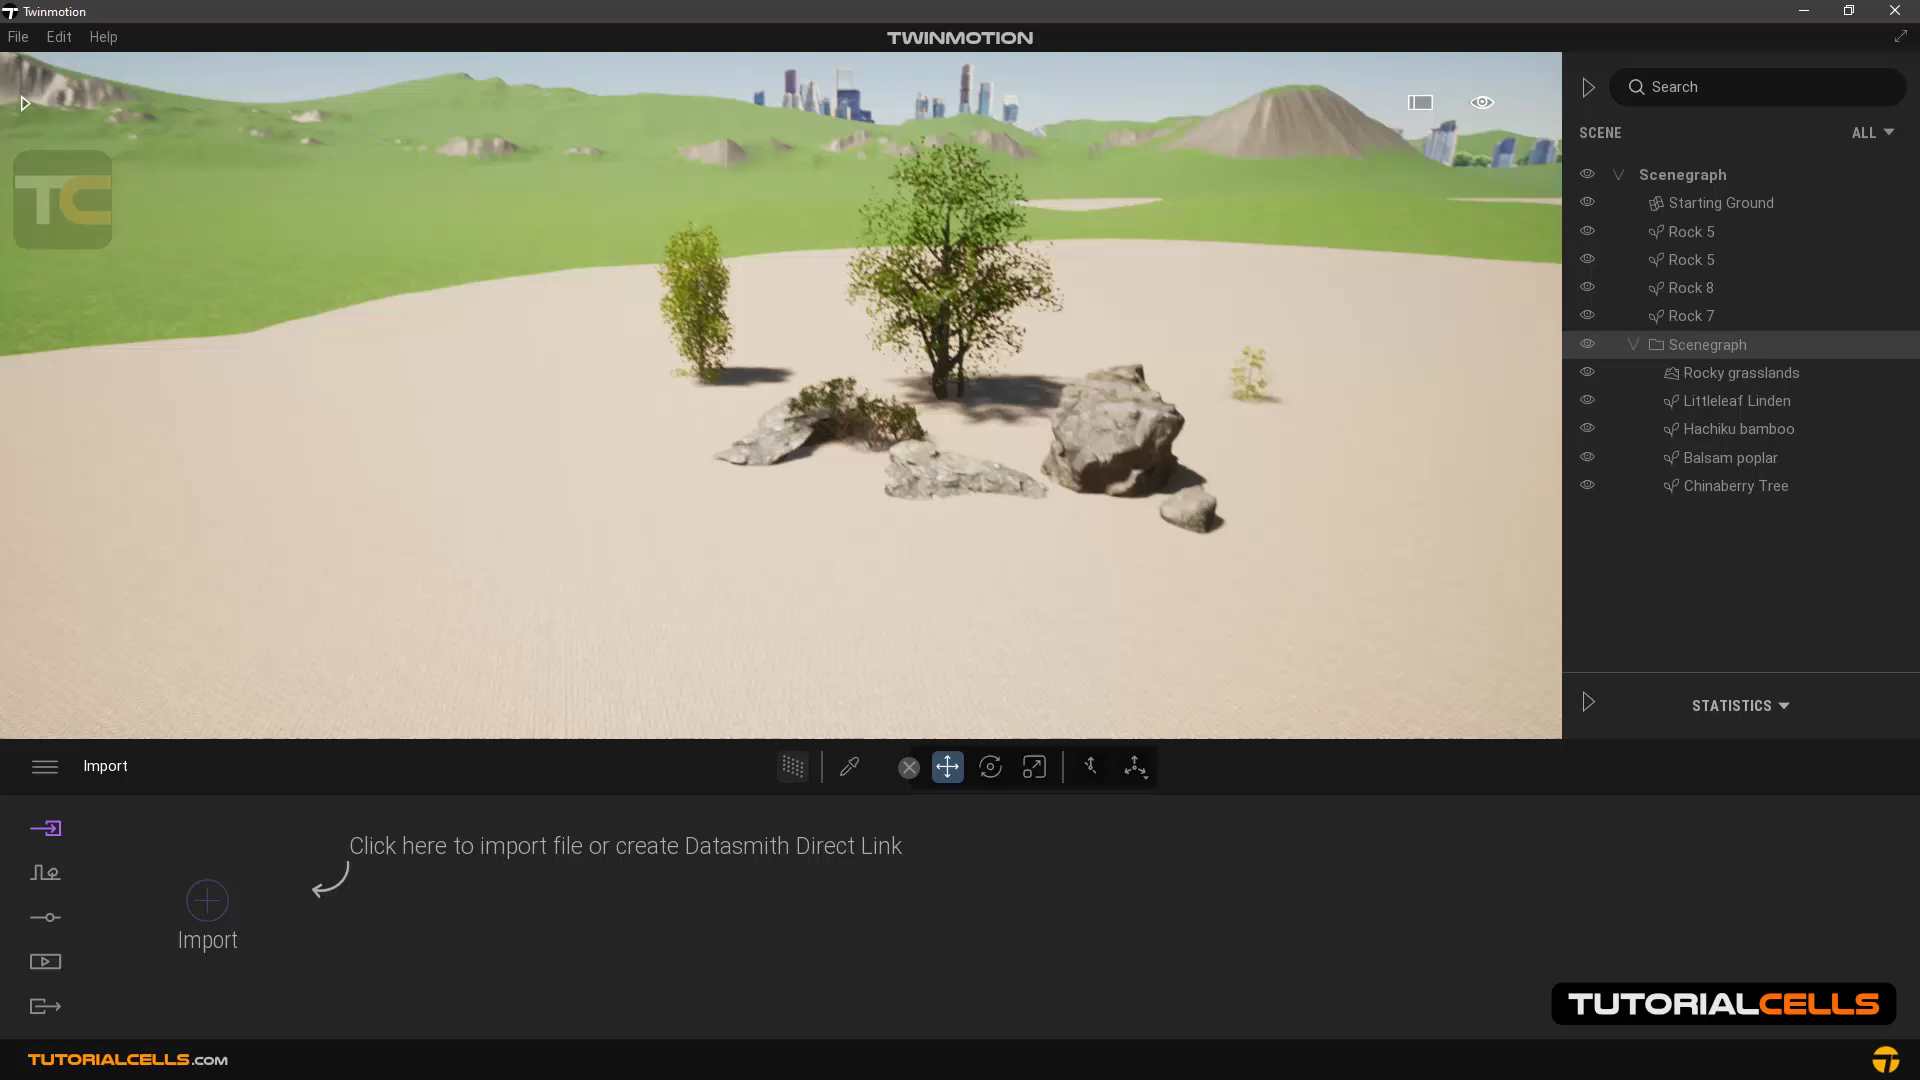 Twinmotion
File Edit Help
TWINMOTION
TC
Search
SCENE ALL
Scenegraph
Starting Ground
Rock 5
Rock 5
Rock 8
Rock 7
Scenegraph
Rocky grasslands
Littleleaf Linden
Hachiku bamboo
Balsam poplar
Chinaberry Tree
STATISTICS
Import
Click here to import file or create Datasmith Direct Link
Import
TUTORIALCELLS
TUTORIALCELLS.COM